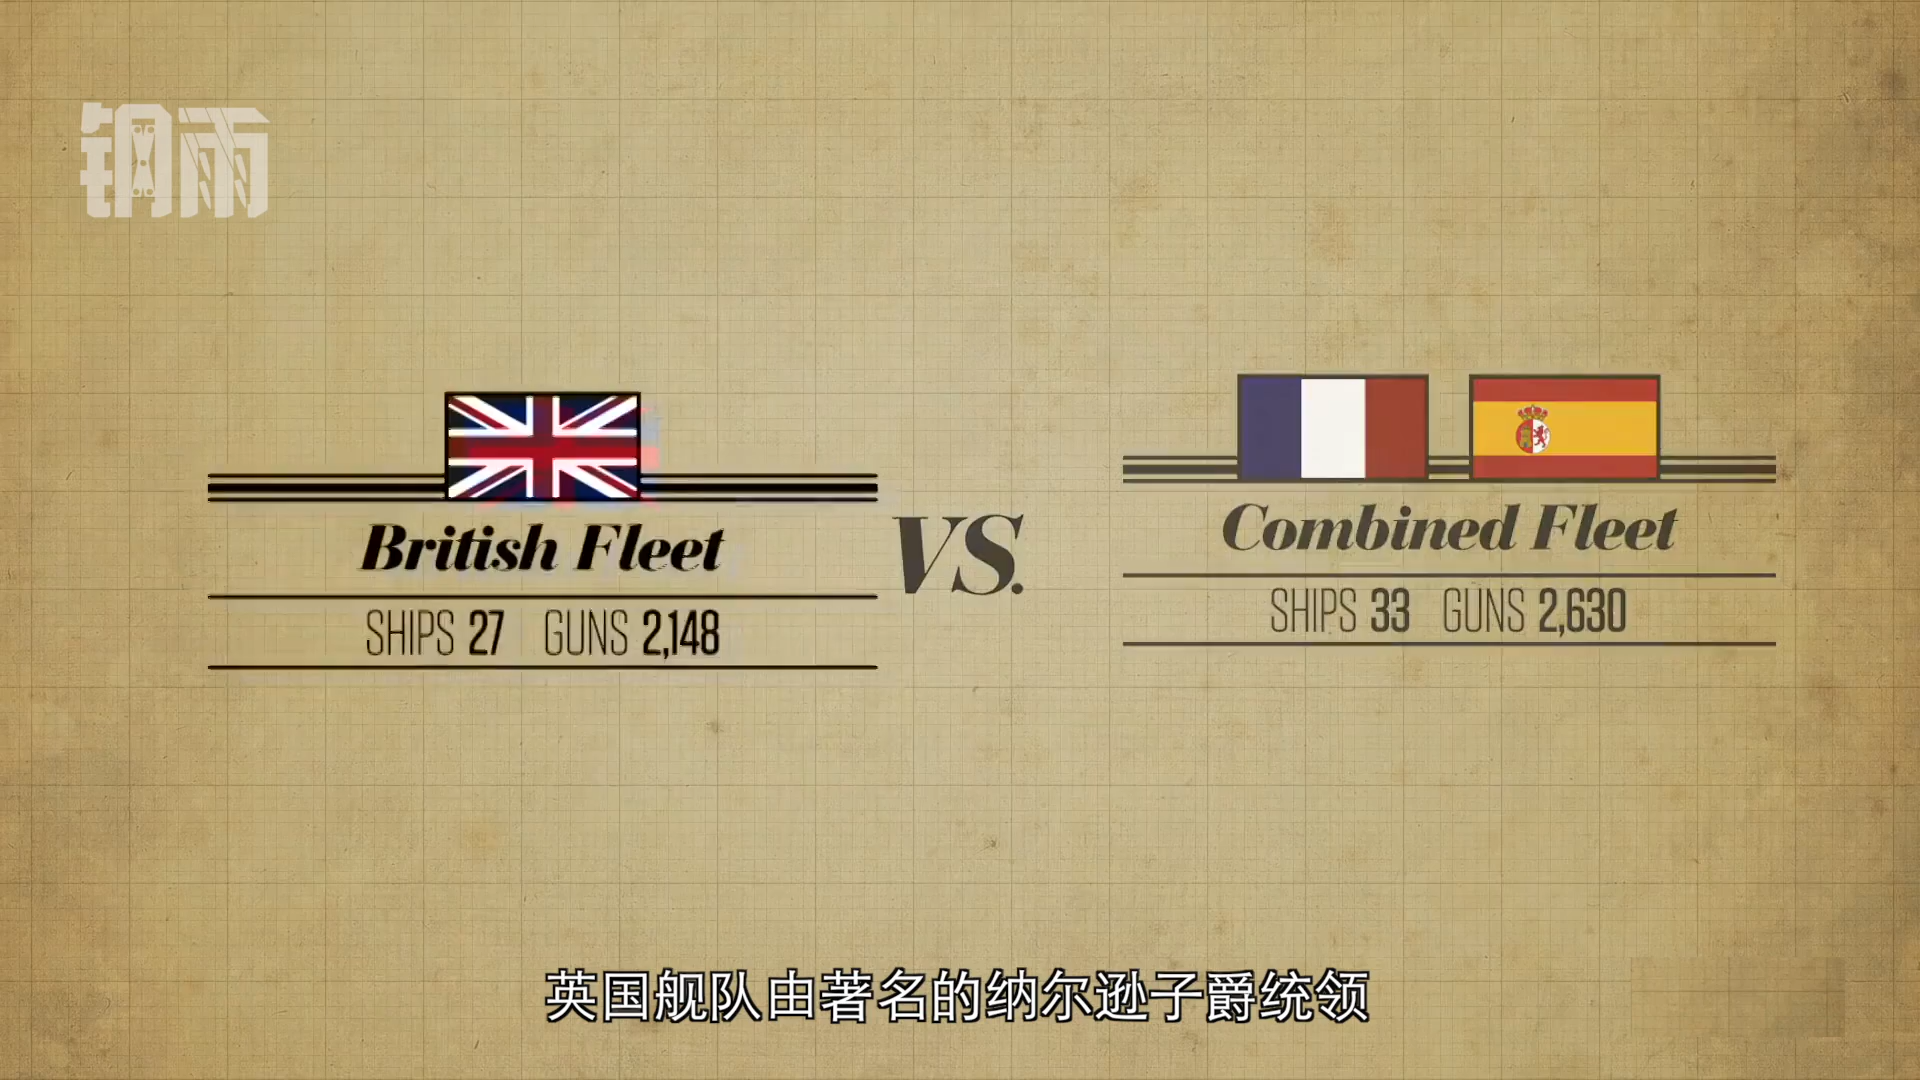 钢雨
British Fleet
SHIPS 27 GUNS 2,148
VS.
Combined Fleet
SHIPS 33 GUNS 2,630
英国舰队由著名的纳尔逊子爵统领